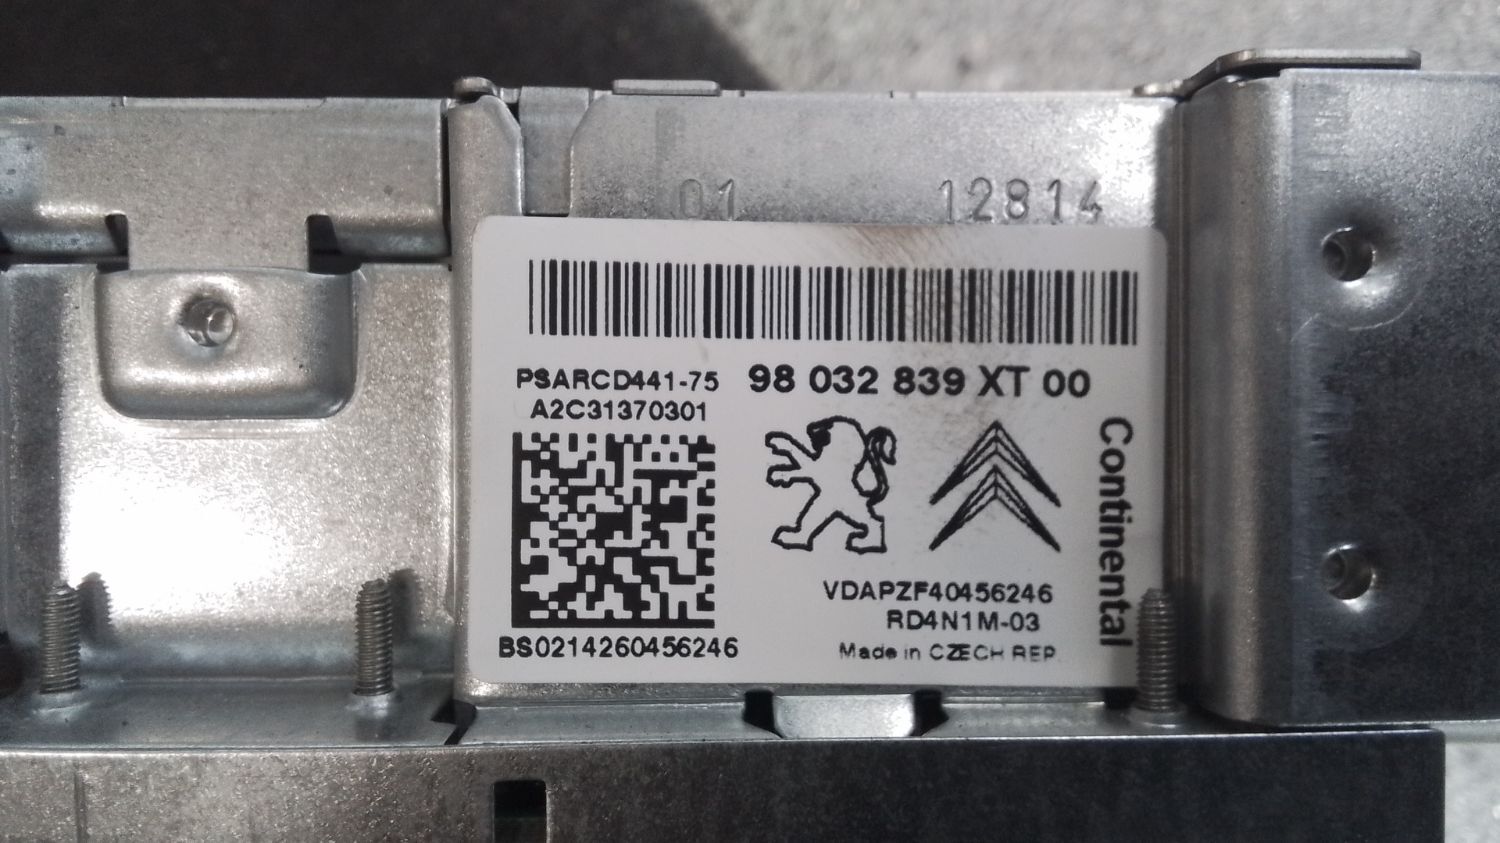 01 12814
PSARCD441-75 98 032 839 XT 00
A2C31370301
Continental
VDAPZF40456246
RD4N1M-03
BS0214260456246
Made in CZECH REP